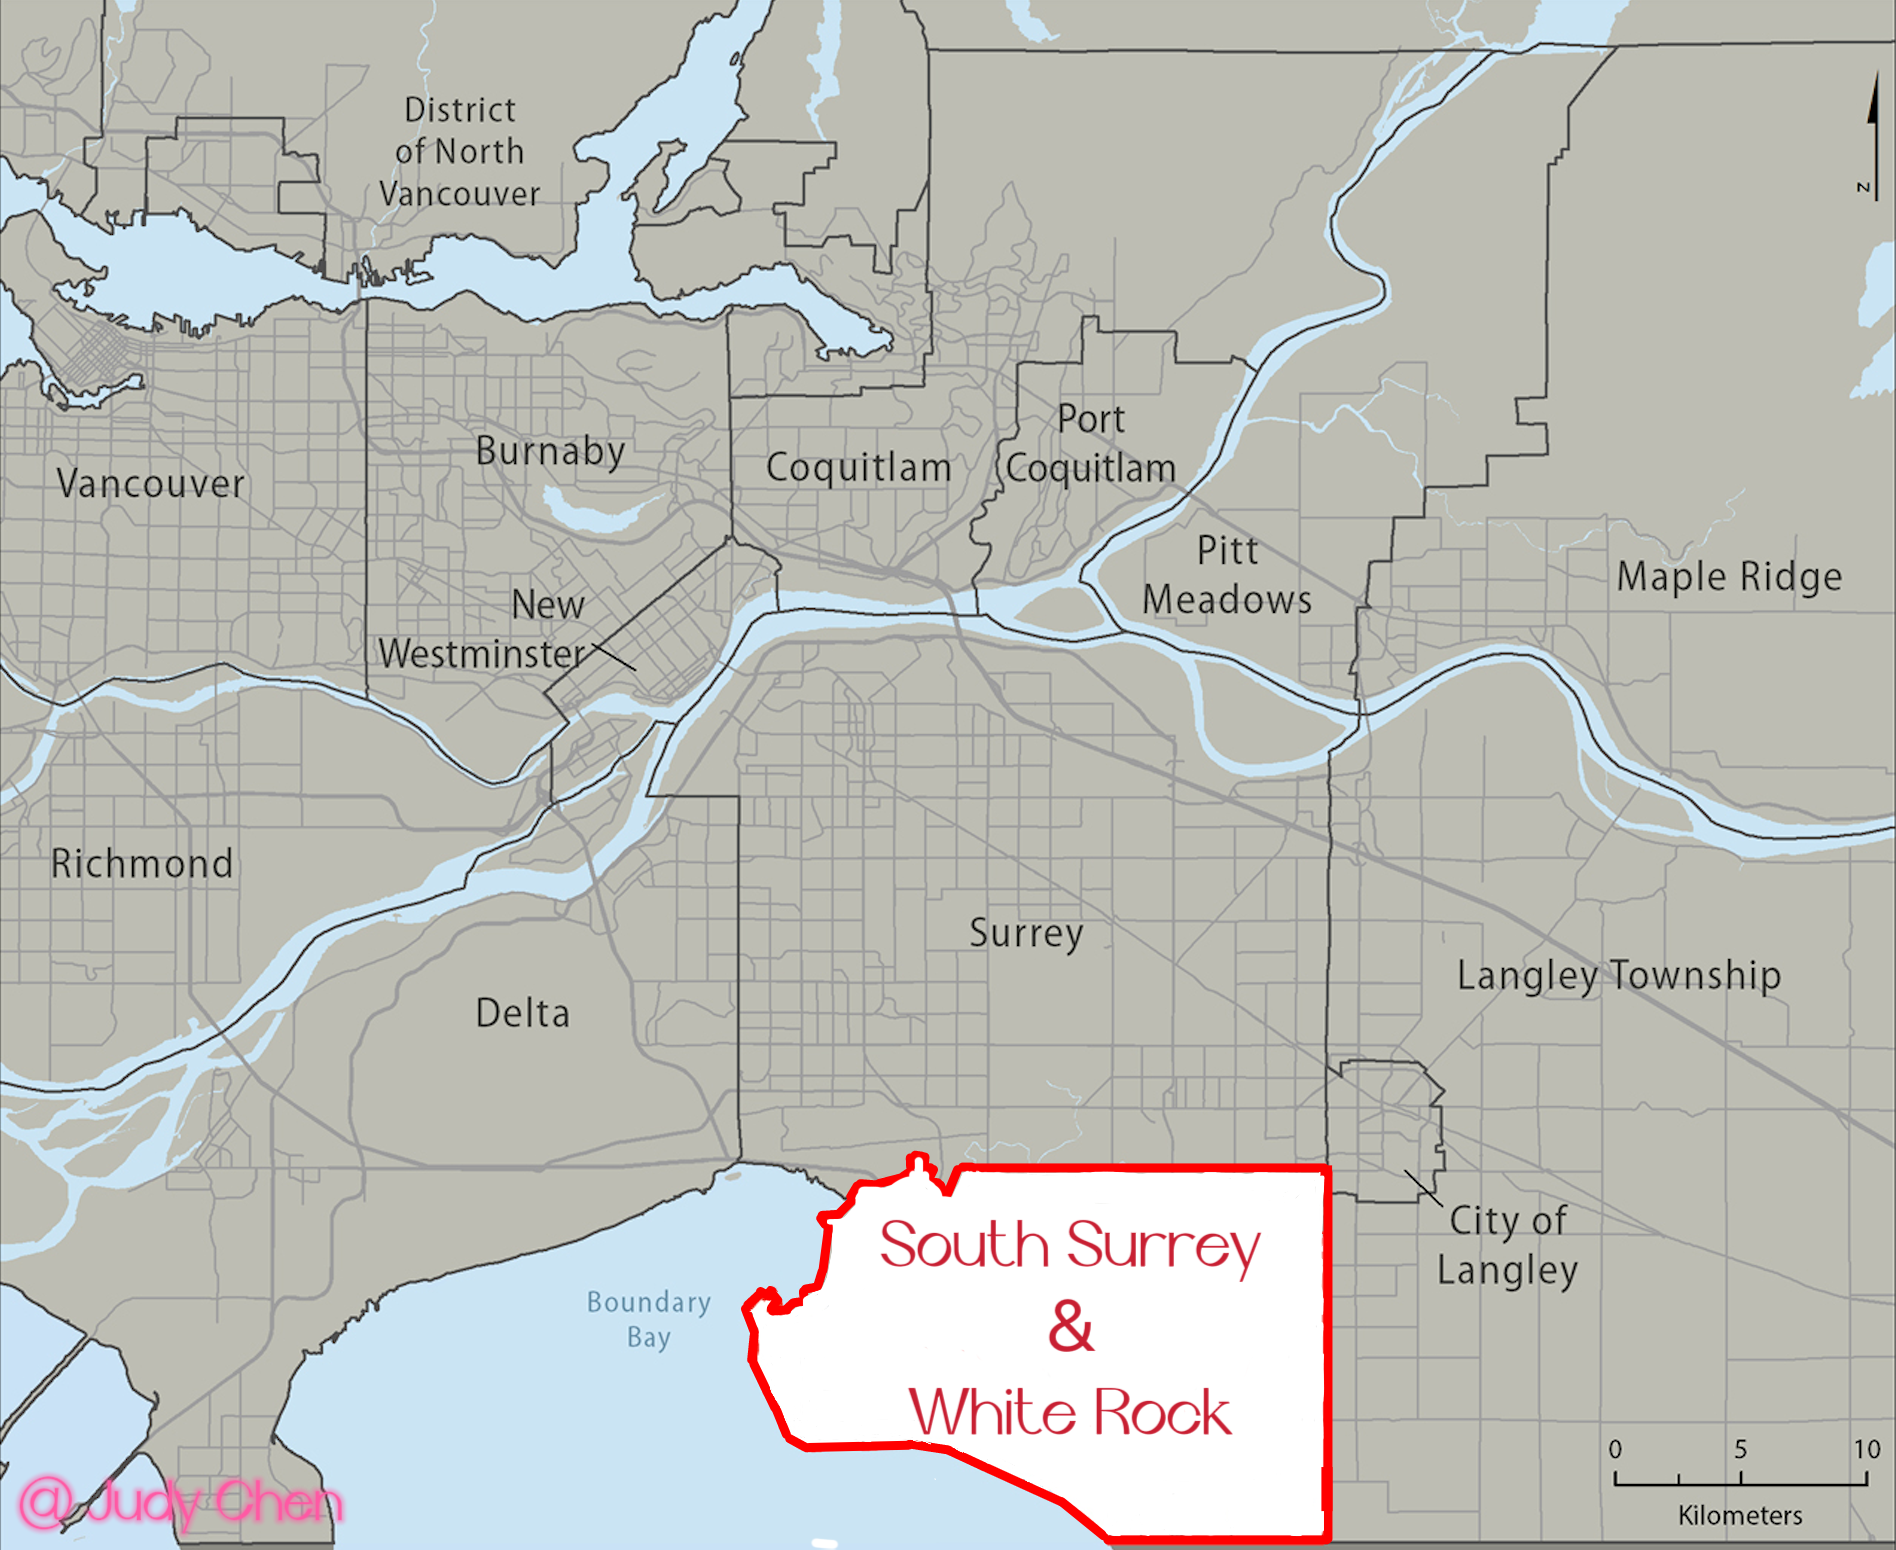 District
of North
Vancouver
N
Port
Coquitlam
Burnaby
Coquitlam
Vancouver
Pitt
Meadows
Maple Ridge
New
Westminster
Richmond
Surrey
Langley Township
Delta
City of
Langley
South Surrey
&
White Rock
Boundary
Bay
0 5 10
Kilometers
@Judy Chen